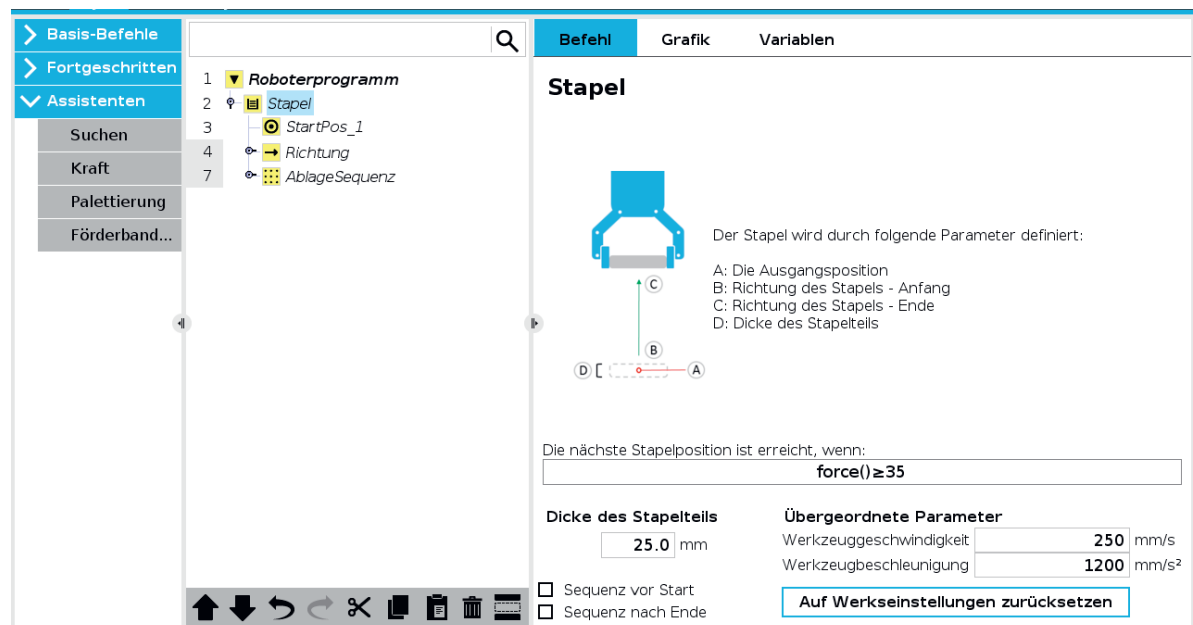 Basis-Befehle
Fortgeschritten
Assistenten
Suchen
Kraft
Palettierung
Förderband...
1 Roboterprogramm
2 Stapel
3 StartPos_1
4 Richtung
7 AblageSequenz
Befehl Grafik Variablen
Stapel
Der Stapel wird durch folgende Parameter definiert:
A: Die Ausgangsposition
B: Richtung des Stapels - Anfang
C: Richtung des Stapels - Ende
D: Dicke des Stapelteils
C
B
D A
Die nächste Stapelposition ist erreicht, wenn:
force()≥35
Dicke des Stapelteils
25.0 mm
Sequenz vor Start
Sequenz nach Ende
Übergeordnete Parameter
Werkzeuggeschwindigkeit 250 mm/s
Werkzeugbeschleunigung 1200 mm/s²
Auf Werkseinstellungen zurücksetzen